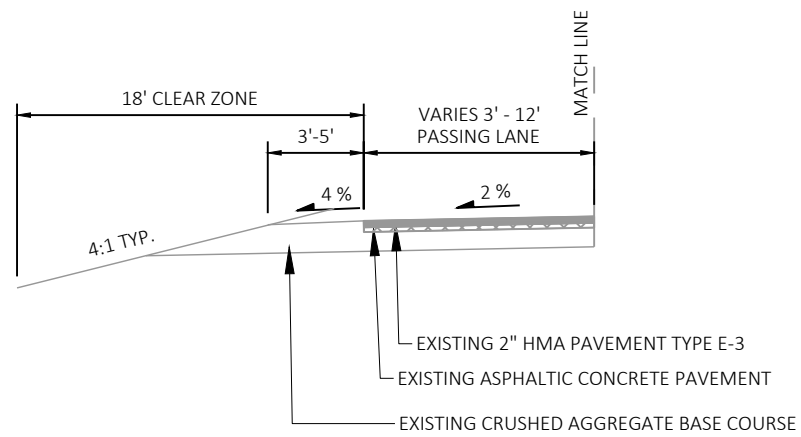 MATCH LINE
18' CLEAR ZONE
VARIES 3' - 12'
PASSING LANE
3'-5'
4 %
2 %
4:1 TYP.
EXISTING 2" HMA PAVEMENT TYPE E-3
EXISTING ASPHALTIC CONCRETE PAVEMENT
EXISTING CRUSHED AGGREGATE BASE COURSE